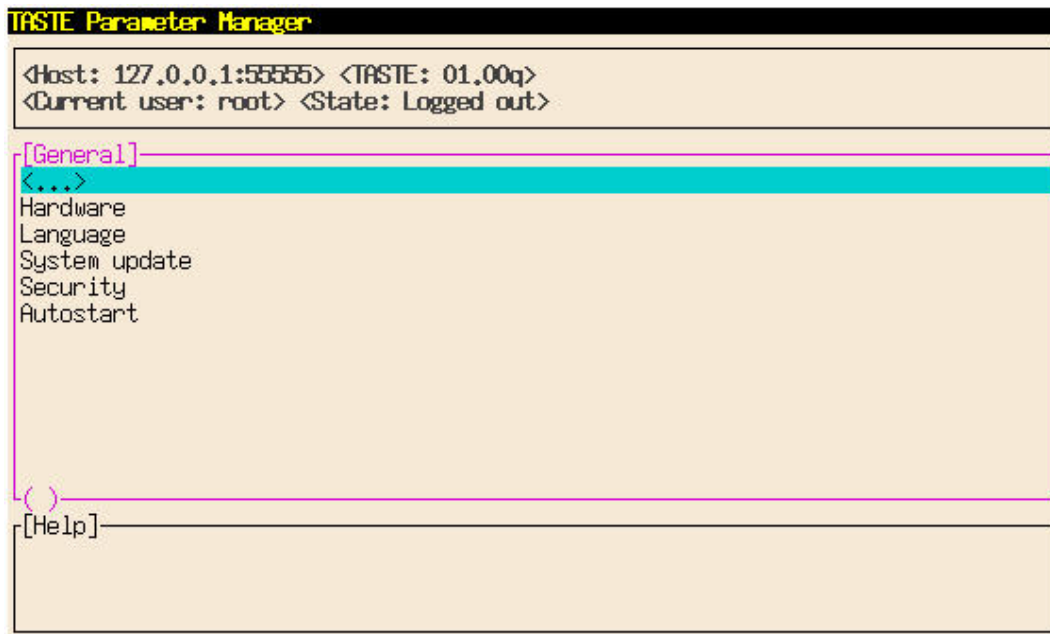 TASTE Parameter Manager
<Host: 127.0.0.1:55555> <TASTE: 01.00q>
<Current user: root> <State: Logged out>
[General]
<...>
Hardware
Language
System update
Security
Autostart
( )
[Help]